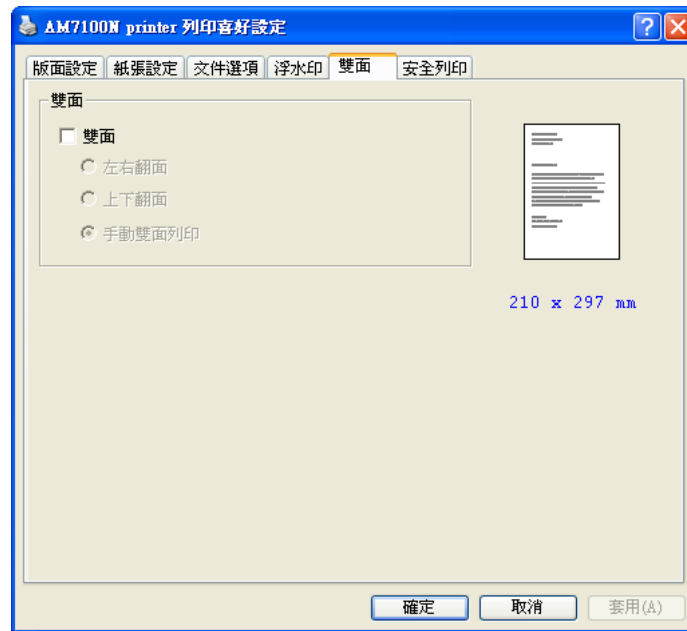 AM7100N printer 列印喜好設定
版面設定 紙張設定 文件選項 浮水印 雙面 安全列印
雙面
雙面
左右翻面
上下翻面
手動雙面列印
210 x 297 mm
確定 取消 套用(A)